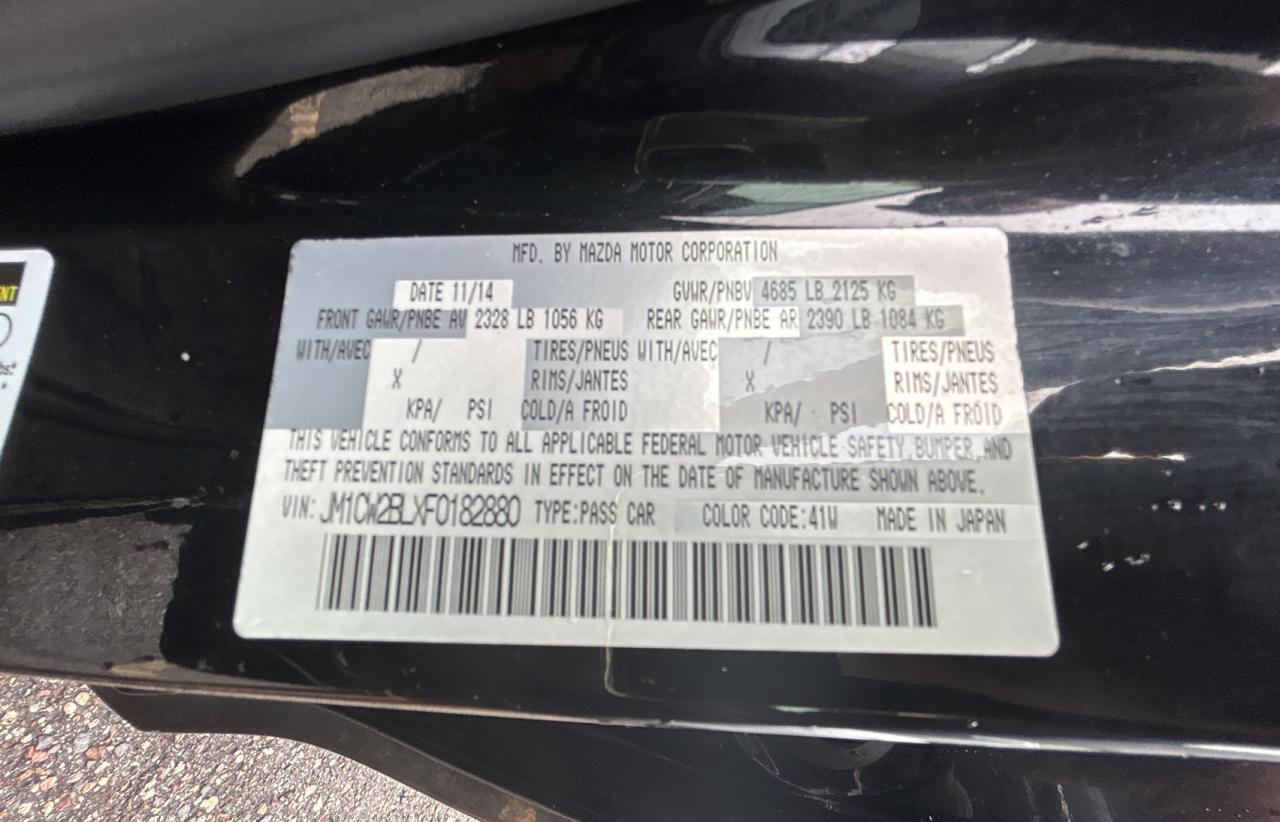 MFD. BY MAZDA MOTOR CORPORATION
DATE 11/14 GVWR/PNBV 4685 LB 2125 KG
FRONT GAWR/PNBE AV 2328 LB 1056 KG REAR GAWR/PNBE AR 2390 LB 1084 KG
WITH/AVEC / TIRES/PNEUS WITH/AVEC / TIRES/PNEUS
X RIMS/JANTES X RIMS/JANTES
KPA/ PSI COLD/A FROID KPA/ PSI COLD/A FROID
THIS VEHICLE CONFORMS TO ALL APPLICABLE FEDERAL MOTOR VEHICLE SAFETY,BUMPER,AND
THEFT PREVENTION STANDARDS IN EFFECT ON THE DATE OF MANUFACTURE SHOWN ABOVE.
VIN: JM1CW2BLXF0182880 TYPE:PASS CAR COLOR CODE:41W MADE IN JAPAN